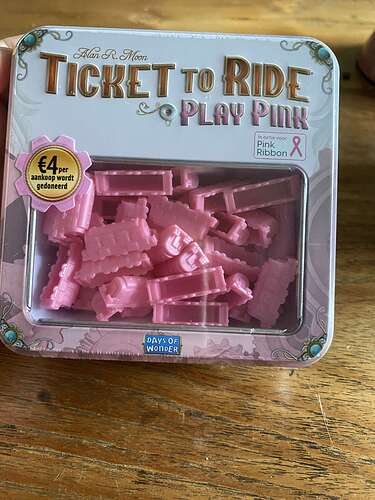 Alan R. Moon
TICKET TO RIDE
PLAY PINK
Pink
Ribbon
€4 per
aankoop wordt
gedoneerd
DAYS OF
WONDER